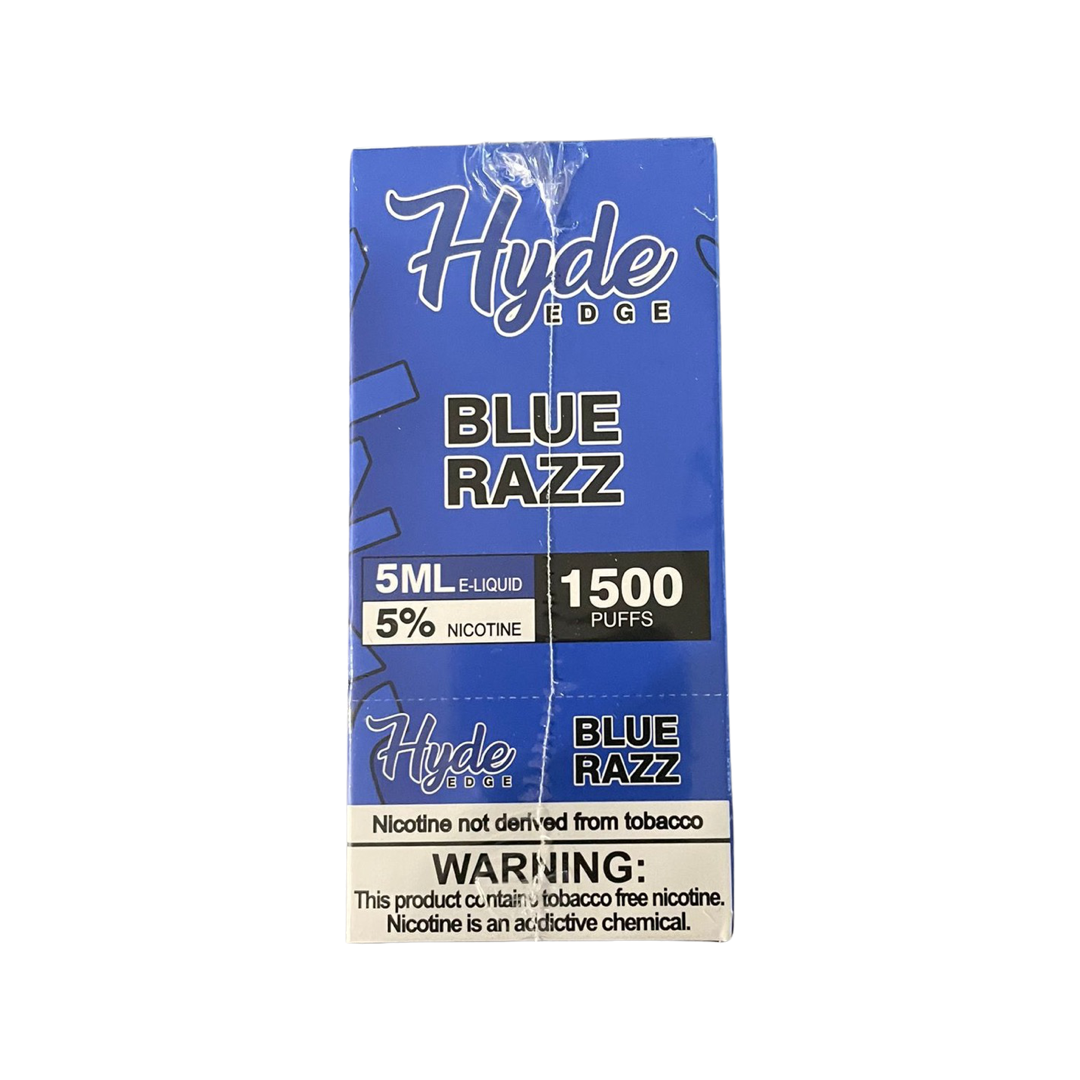 Hyde
EDGE
BLUE
RAZZ
5ML E-LIQUID
5% NICOTINE
1500
PUFFS
Hyde
EDGE
BLUE
RAZZ
Nicotine not derived from tobacco
WARNING:
This product contains tobacco free nicotine.
Nicotine is an addictive chemical.